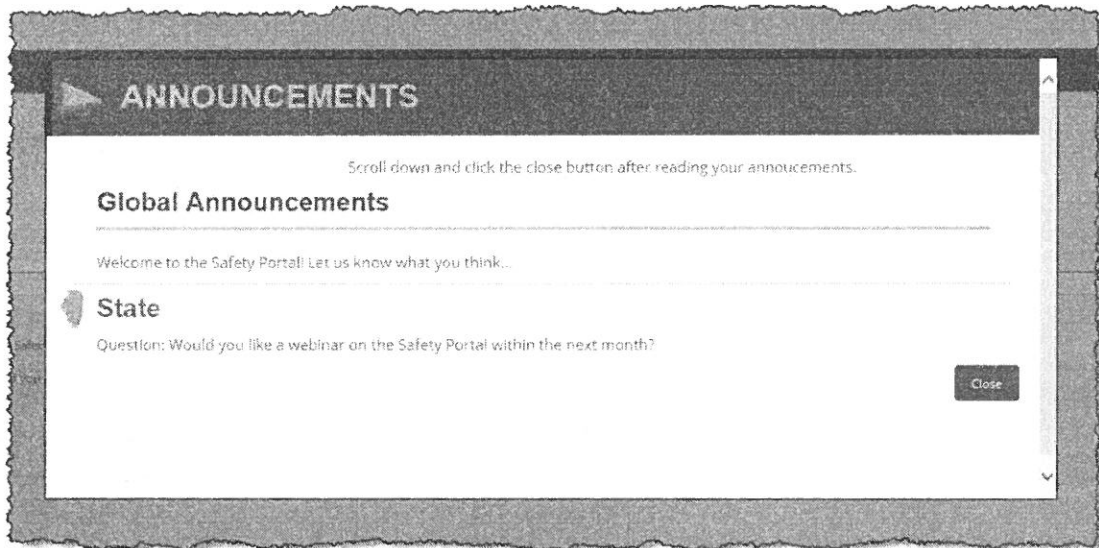 ANNOUNCEMENTS
Scroll down and click the close button after reading your annoucements.
Global Announcements
Welcome to the Safety Portal! Let us know what you think...
State
Question: Would you like a webinar on the Safety Portal within the next month?
Close